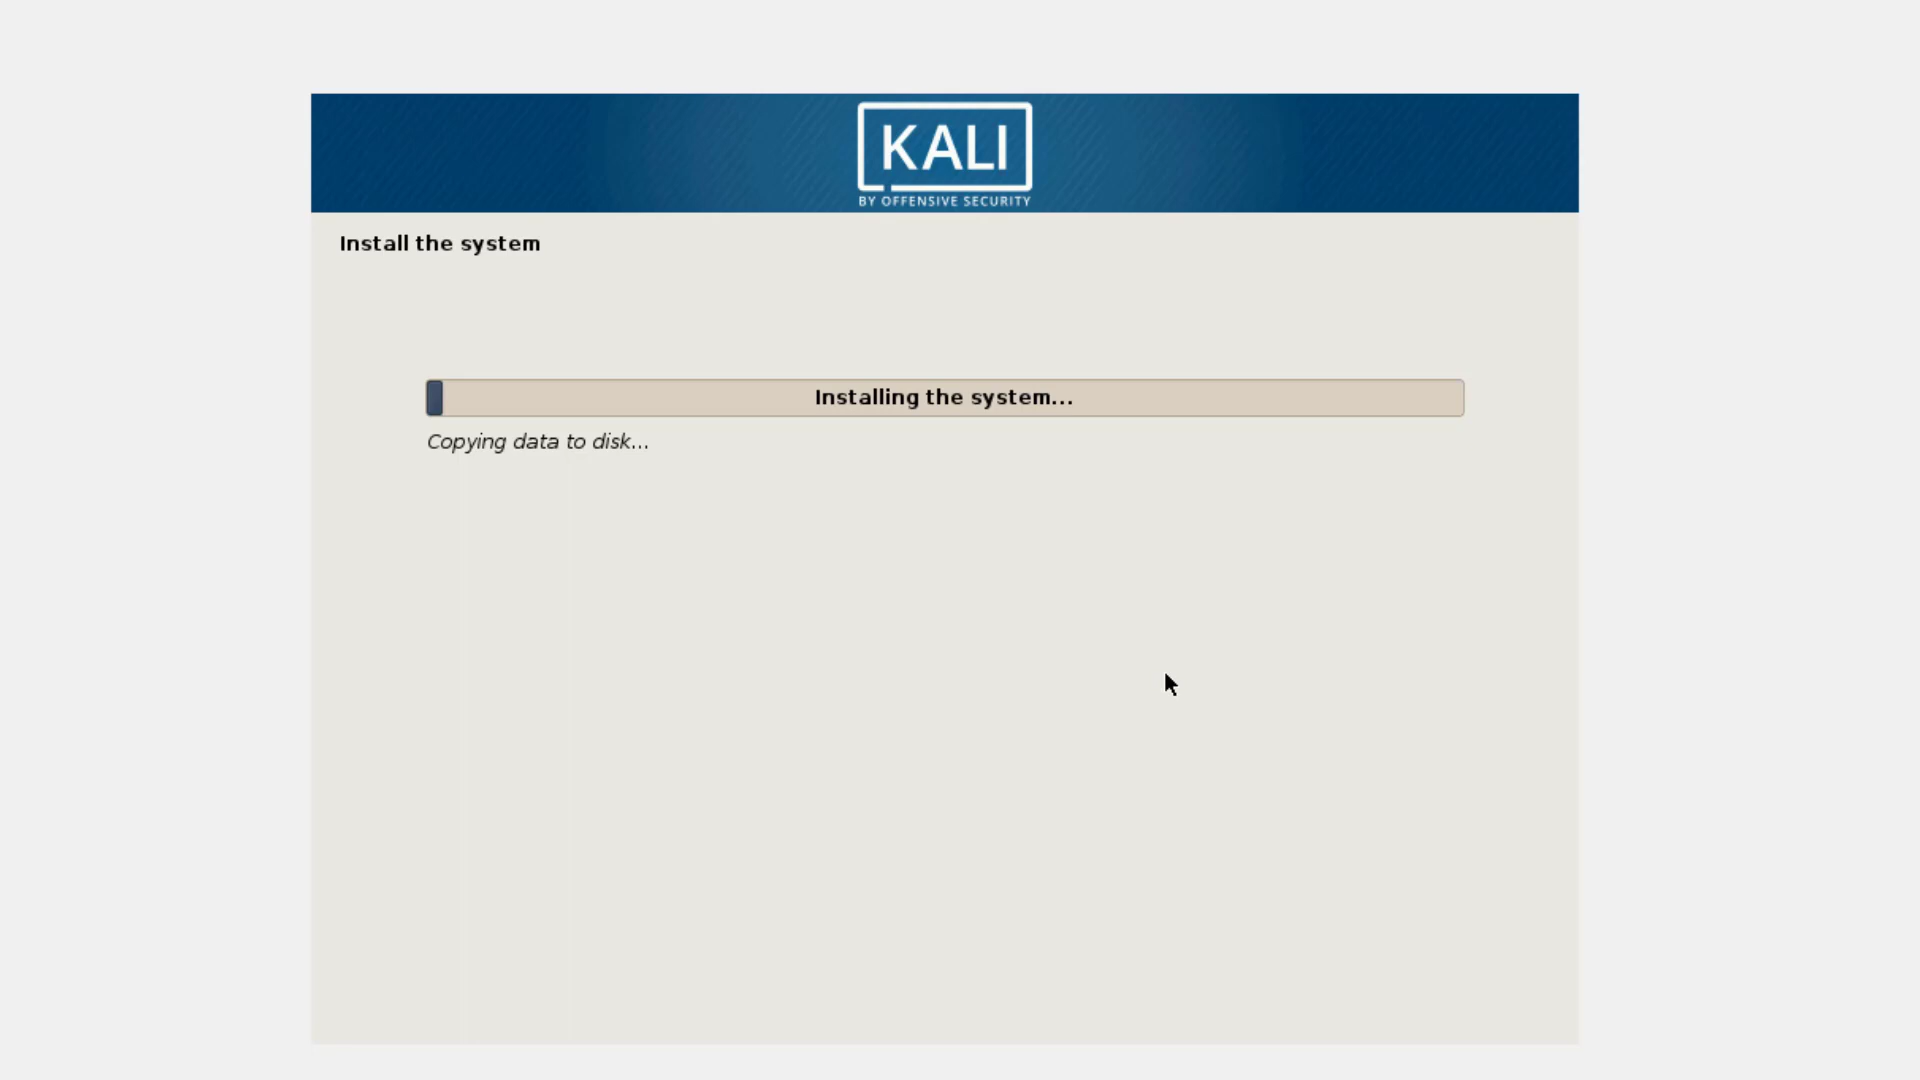 KALI
BY OFFENSIVE SECURITY
Install the system
Installing the system...
Copying data to disk...